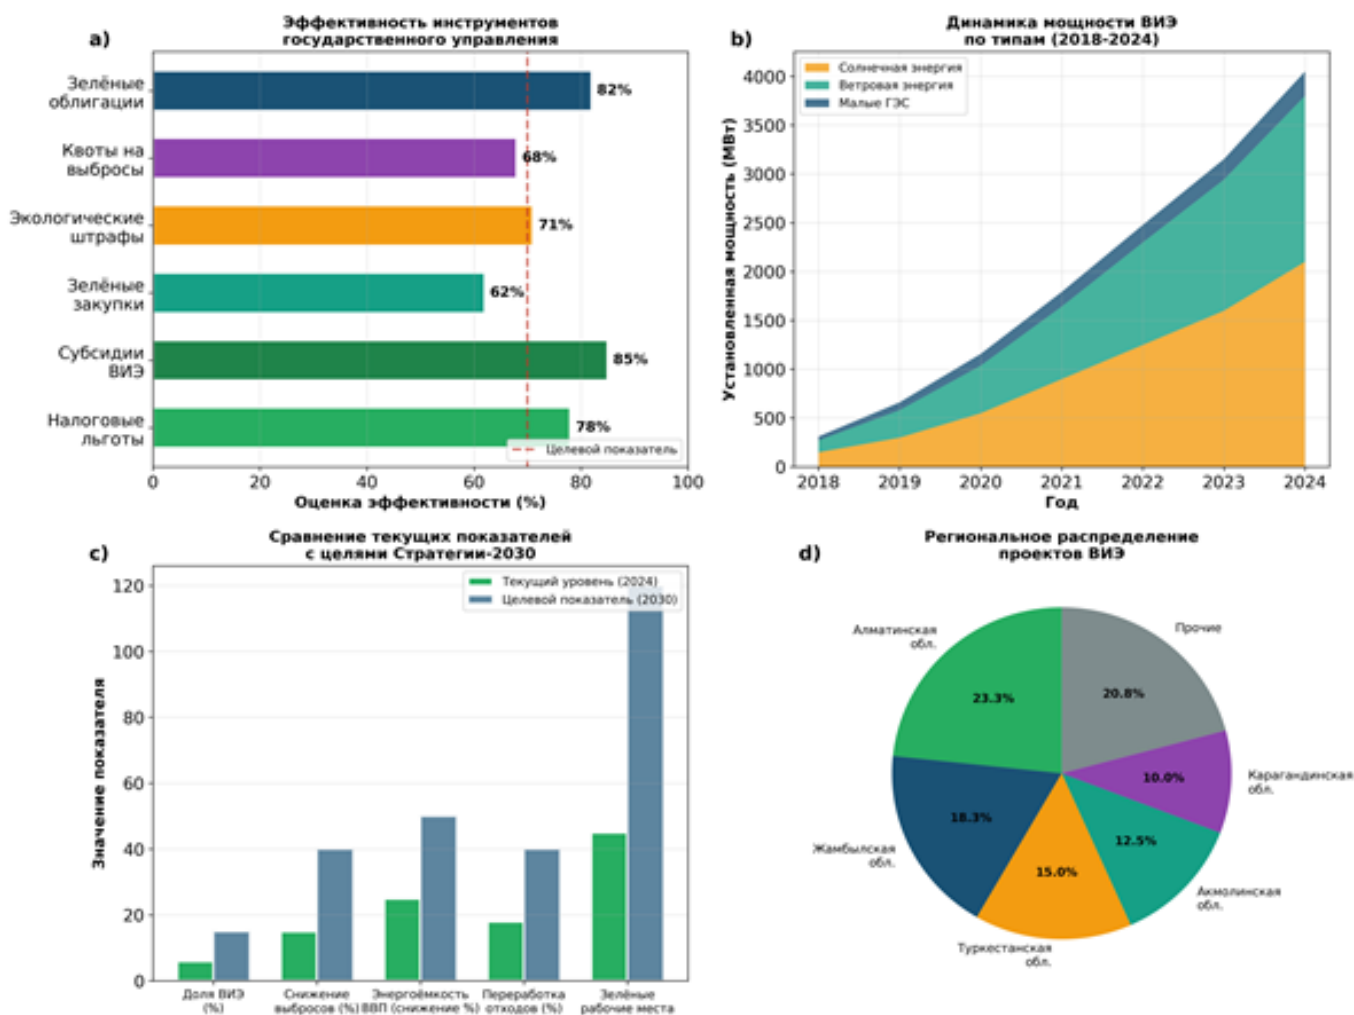 a)
Эффективность инструментов
государственного управления
Зелёные
облигации
82%
Квоты на
выбросы
68%
Экологические
штрафы
71%
Зелёные
закупки
62%
Субсидии
ВИЭ
85%
Налоговые
льготы
78%
Целевой показатель
0 20 40 60 80 100
Оценка эффективности (%)
b)
Динамика мощности ВИЭ
по типам (2018-2024)
Солнечная энергия
Ветровая энергия
Малые ГЭС
Установленная мощность (МВт)
4000
3500
3000
2500
2000
1500
1000
500
0
2018 2019 2020 2021 2022 2023 2024
Год
c)
Сравнение текущих показателей
с целями Стратегии-2030
Текущий уровень (2024)
Целевой показатель (2030)
Значение показателя
120
100
80
60
40
20
0
Доля ВИЭ
(%)
Снижение
выбросов (%)
Энергоёмкость
ВВП (снижение %)
Переработка
отходов (%)
Зелёные
рабочие места
d)
Региональное распределение
проектов ВИЭ
Алматинская
обл.
23.3%
Прочие
20.8%
Карагандинская
обл.
10.0%
Жамбылская
обл.
18.3%
Акмолинская
обл.
12.5%
Туркестанская
обл.
15.0%